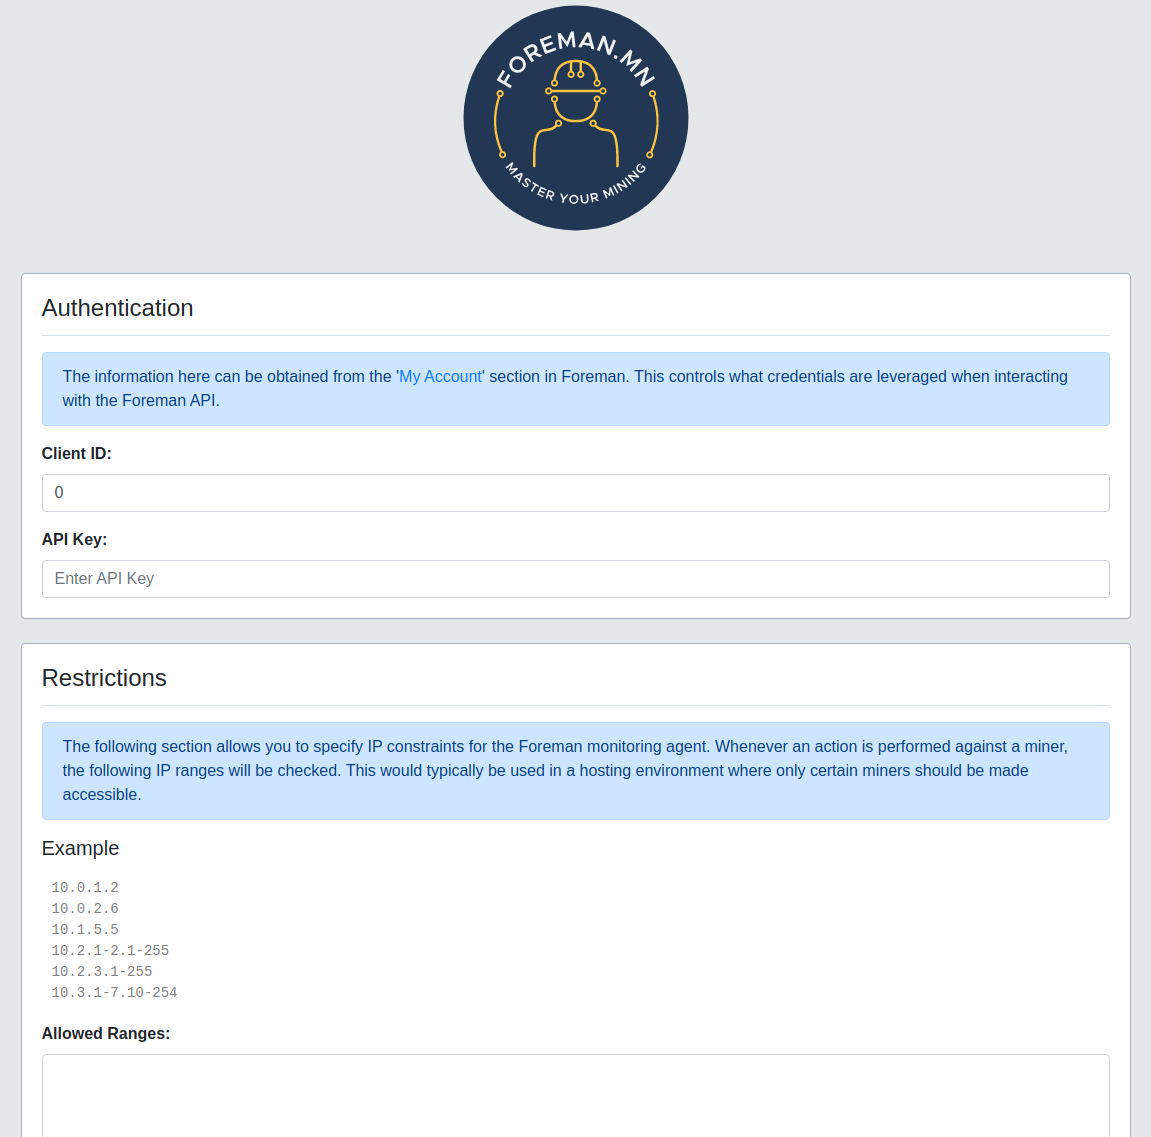 FOREMAN.MN
MASTER YOUR MINING
Authentication
The information here can be obtained from the 'My Account' section in Foreman. This controls what credentials are leveraged when interacting
with the Foreman API.
Client ID:
0
API Key:
Enter API Key
Restrictions
The following section allows you to specify IP constraints for the Foreman monitoring agent. Whenever an action is performed against a miner,
the following IP ranges will be checked. This would typically be used in a hosting environment where only certain miners should be made
accessible.
Example
10.0.1.2
10.0.2.6
10.1.5.5
10.2.1-2.1-255
10.2.3.1-255
10.3.1-7.10-254
Allowed Ranges: